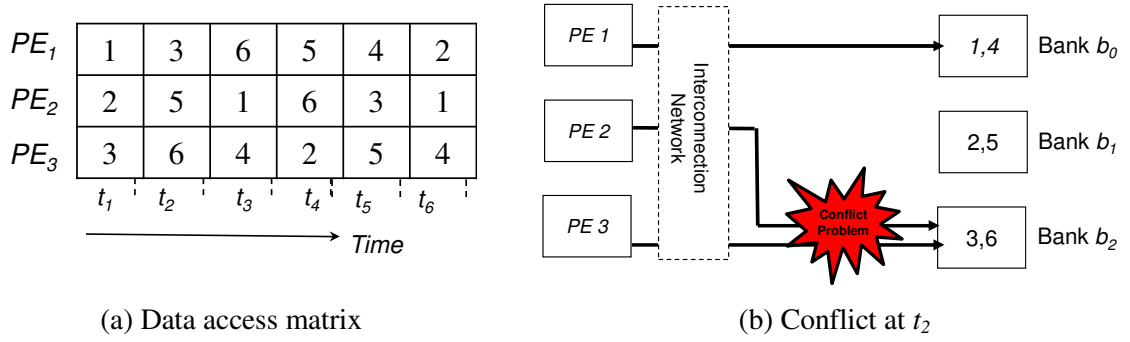 PE1 1 3 6 5 4 2
PE2 2 5 1 6 3 1
PE3 3 6 4 2 5 4
t1 t2 t3 t4 t5 t6
Time
(a) Data access matrix
PE 1
PE 2
PE 3
Interconnection
Network
Conflict
Problem
1,4 Bank b0
2,5 Bank b1
3,6 Bank b2
(b) Conflict at t2